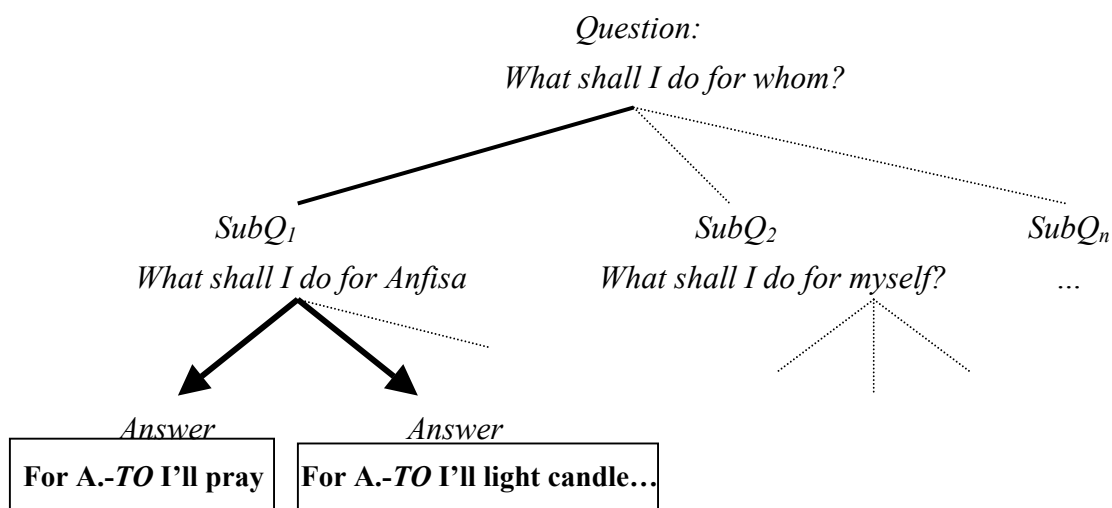 Question:
What shall I do for whom?
SubQ1 SubQ2 SubQn
What shall I do for Anfisa What shall I do for myself? ...
Answer Answer
For A.-TO I'll pray For A.-TO I'll light candle…